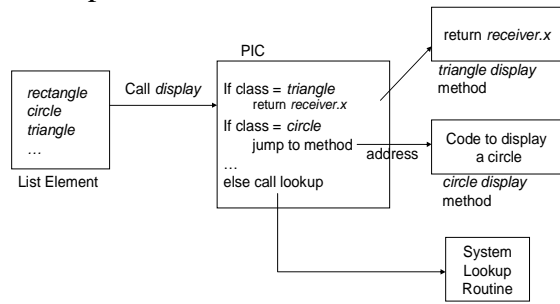 PIC
rectangle
circle
triangle
…
List Element
Call display
If class = triangle
return receiver.x
If class = circle
jump to method
…
else call lookup
address
return receiver.x
triangle display
method
Code to display
a circle
circle display
method
System
Lookup
Routine